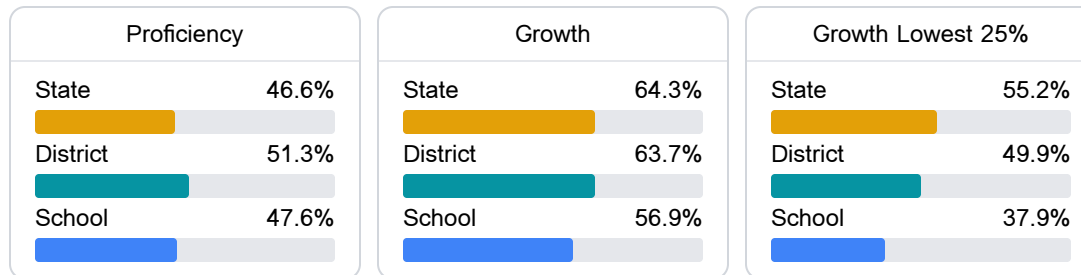 Proficiency
State 46.6%
District 51.3%
School 47.6%
Growth
State 64.3%
District 63.7%
School 56.9%
Growth Lowest 25%
State 55.2%
District 49.9%
School 37.9%